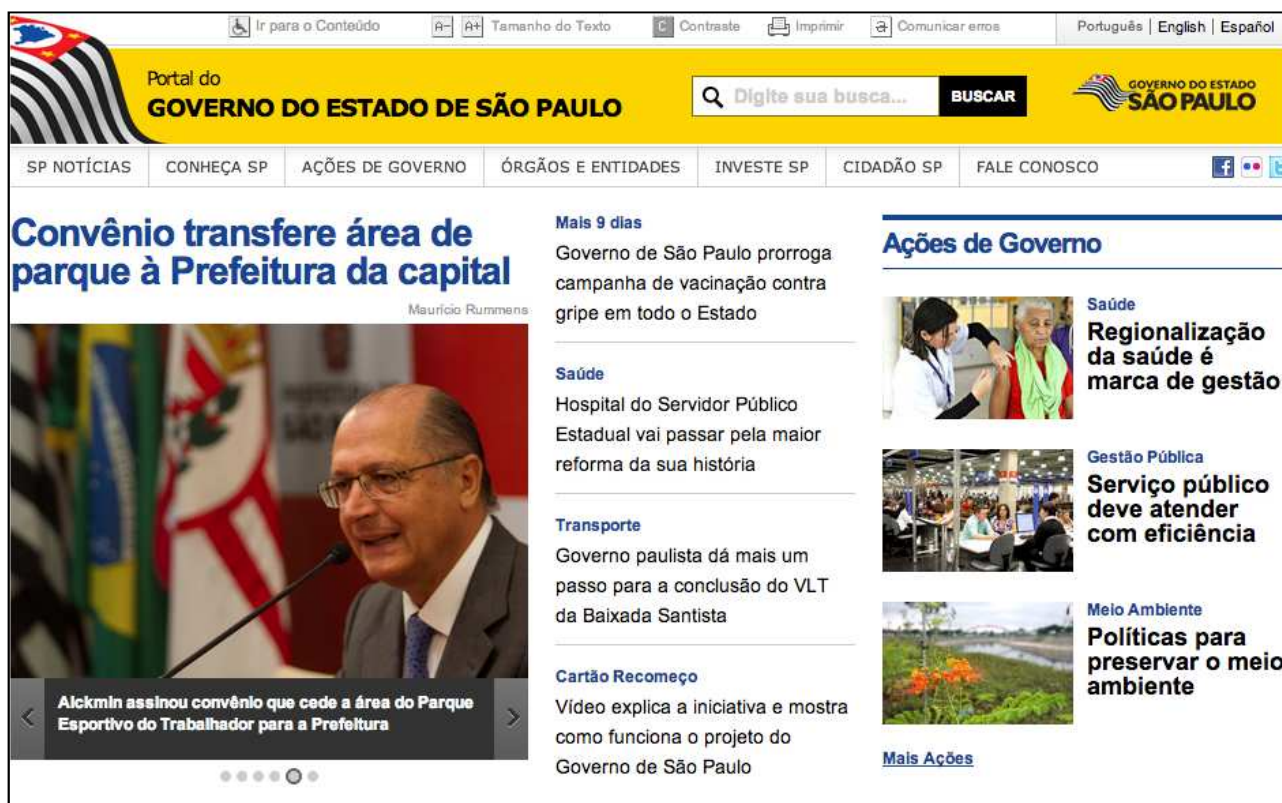 Ir para o Conteúdo A- A+ Tamanho do Texto C Contraste Imprimir a Comunicar erros Português | English | Español
Portal do
GOVERNO DO ESTADO DE SÃO PAULO
Digite sua busca... BUSCAR
GOVERNO DO ESTADO
SÃO PAULO
SP NOTÍCIAS CONHEÇA SP AÇÕES DE GOVERNO ÓRGÃOS E ENTIDADES INVESTE SP CIDADÃO SP FALE CONOSCO
Convênio transfere área de
parque à Prefeitura da capital
Maurício Rummens
Alckmin assinou convênio que cede a área do Parque
Esportivo do Trabalhador para a Prefeitura
Mais 9 dias
Governo de São Paulo prorroga
campanha de vacinação contra
gripe em todo o Estado
Saúde
Hospital do Servidor Público
Estadual vai passar pela maior
reforma da sua história
Transporte
Governo paulista dá mais um
passo para a conclusão do VLT
da Baixada Santista
Cartão Recomeço
Vídeo explica a iniciativa e mostra
como funciona o projeto do
Governo de São Paulo
Ações de Governo
Saúde
Regionalização
da saúde é
marca de gestão
Gestão Pública
Serviço público
deve atender
com eficiência
Meio Ambiente
Políticas para
preservar o meio
ambiente
Mais Ações